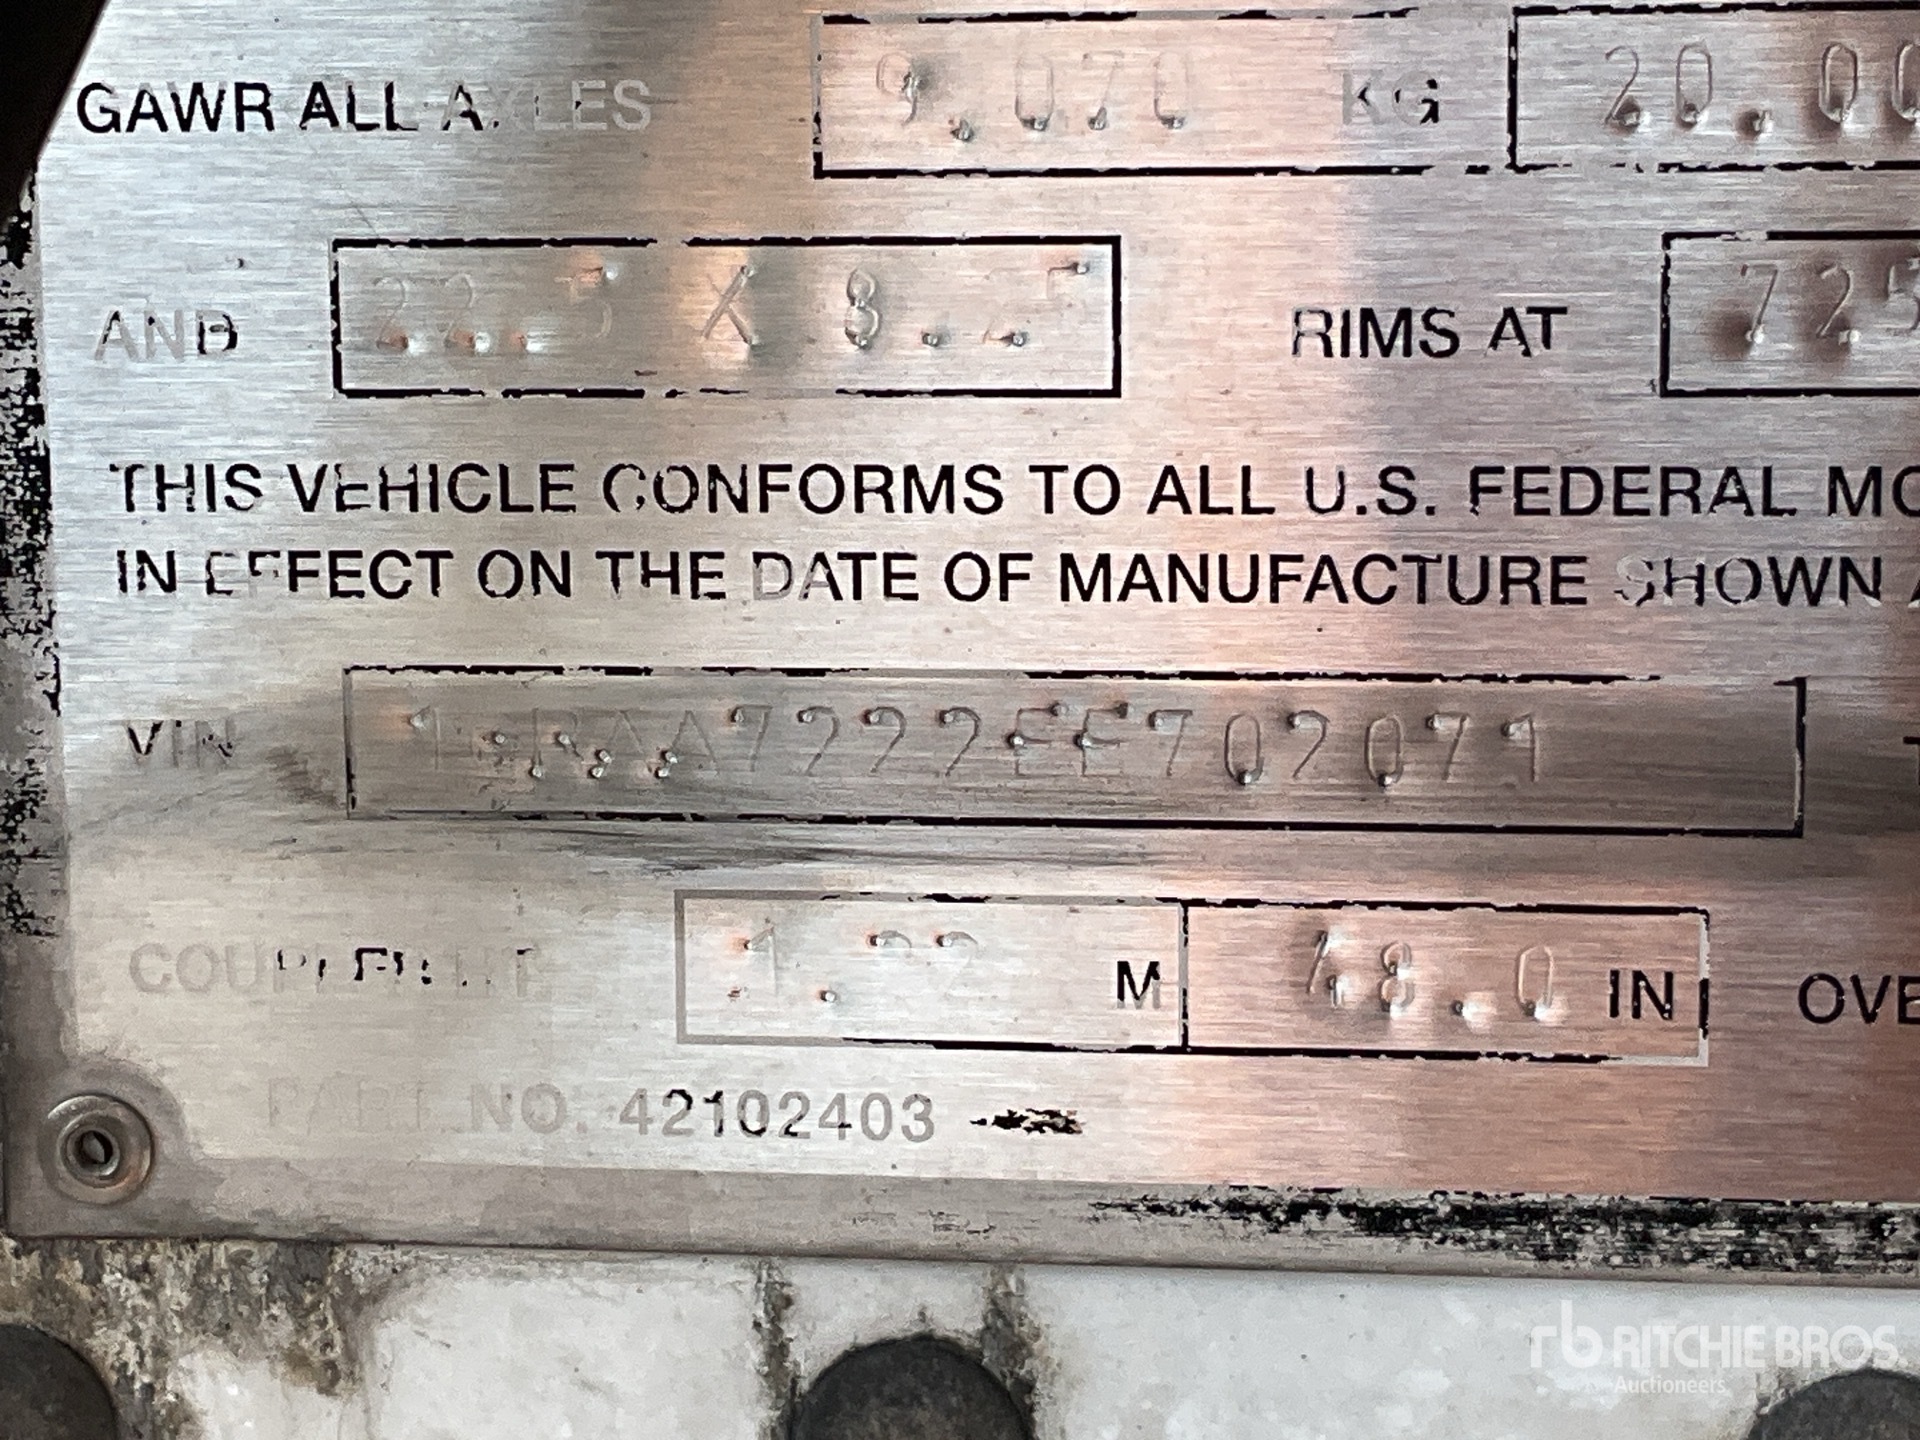 GAWR ALL AXLES 9.070 KG 20.00
AND 22.5 X 8.25 RIMS AT 725
THIS VEHICLE CONFORMS TO ALL U.S. FEDERAL MO
IN EFFECT ON THE DATE OF MANUFACTURE SHOWN A
VIN 1GRAA7222EE702071 T
COUPLER HT. 1.22 M 48.0 IN OVE
PART NO. 42102403
rb RITCHIE BROS
Auctioneers